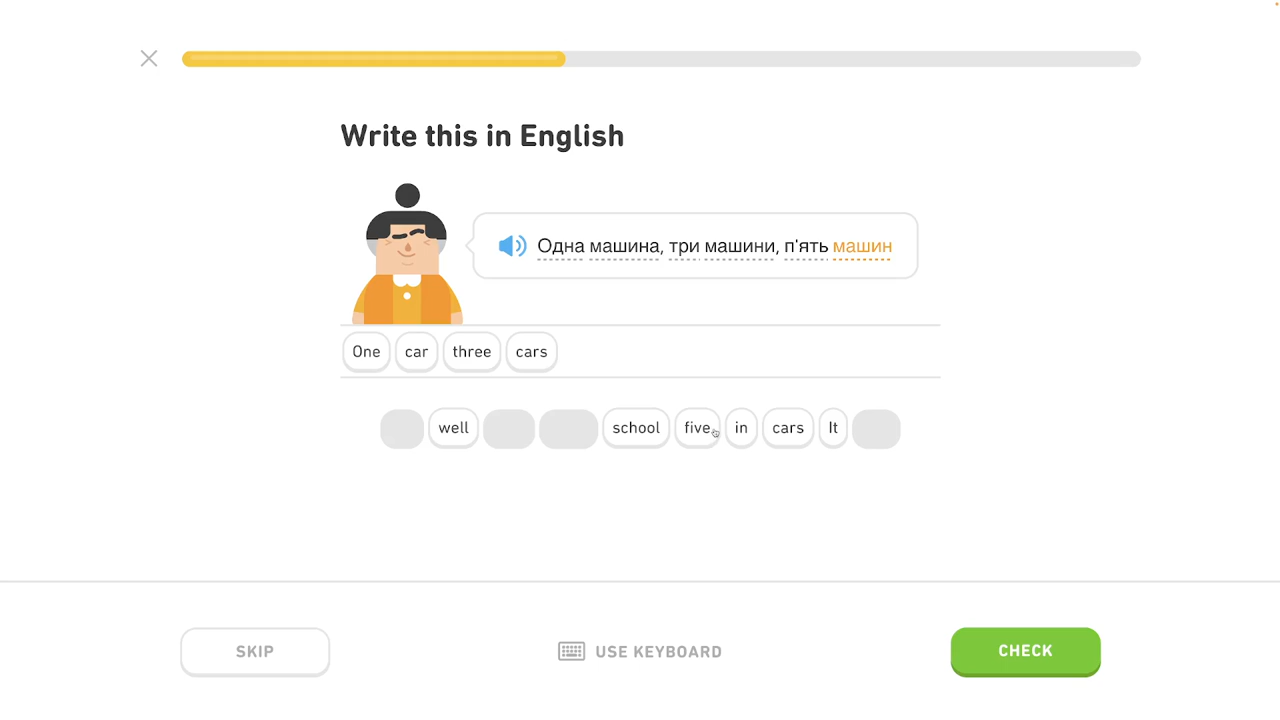 Write this in English
Одна машина, три машини, п'ять машин
One car three cars
well school five in cars It
SKIP USE KEYBOARD CHECK